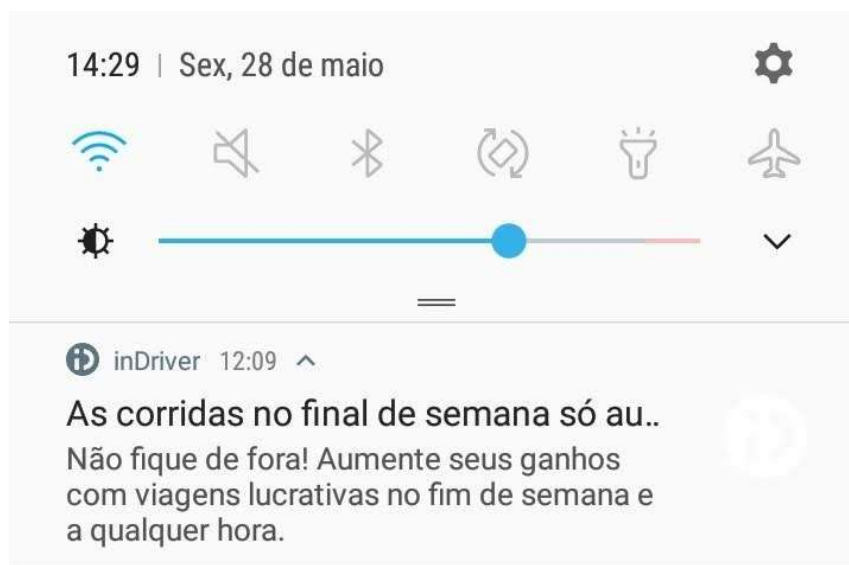 14:29 | Sex, 28 de maio
inDriver 12:09
As corridas no final de semana só au..
Não fique de fora! Aumente seus ganhos
com viagens lucrativas no fim de semana e
a qualquer hora.